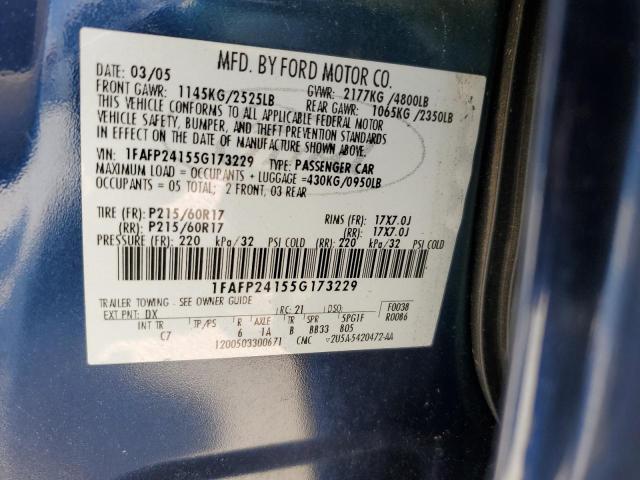 MFD. BY FORD MOTOR CO.
DATE: 03/05 GVWR: 2177KG /4800LB
FRONT GAWR: 1145KG/2525LB REAR GAWR: 1065KG/2350LB
THIS VEHICLE CONFORMS TO ALL APPLICABLE FEDERAL MOTOR
VEHICLE SAFETY, BUMPER, AND THEFT PREVENTION STANDARDS
IN EFFECT ON THE DATE OF MANUFACTURE SHOWN ABOVE.
VIN: 1FAFP24155G173229 TYPE: PASSENGER CAR
MAXIMUM LOAD = OCCUPANTS + LUGGAGE =430KG/0950LB
OCCUPANTS = 05 TOTAL; 2 FRONT, 03 REAR
TIRE (FR): P215/60R17 RIMS (FR): 17X7.0J
(RR): P215/60R17 (RR): 17X7.0J
PRESSURE (FR): 220 kPa/32 PSI COLD (RR): 220 kPa/32 PSI COLD
1FAFP24155G173229
TRAILER TOWING - SEE OWNER GUIDE F0038
EXT PNT: DX RC: 21 DSO: R0086
INT TR TP/PS R AXLE TR SPR 5PG1F
C7 6 1A B BB33 B05
1200503300671 CMC ▽2U5A-5420472-AA